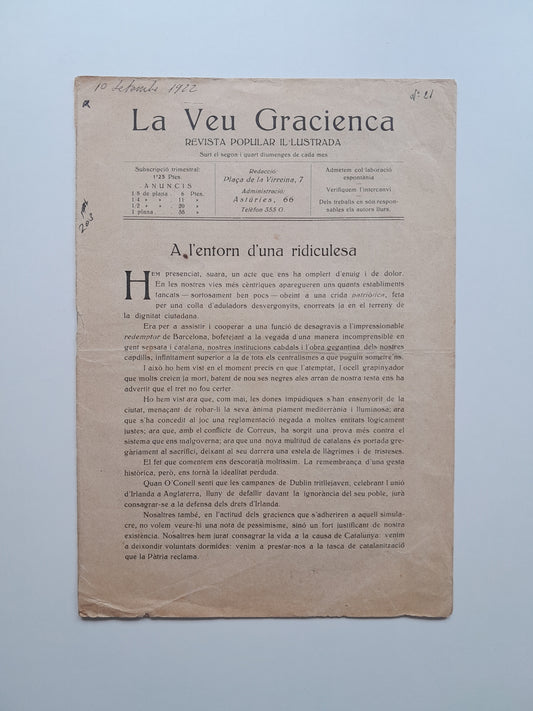 10 setembre 1922
Nº 21
La Veu Gracienca
REVISTA POPULAR IL·LUSTRADA
Surt el segon i quart diumenges de cada mes
Subscripció trimestral:
1'25 Ptes.
ANUNCIS
1/8 de plana . 6 Ptes.
1/4 » » . 11 »
1/2 » » . 20 »
1 plana . . 35 »
Redacció:
Plaça de la Virreina, 7
Administració:
Astúries, 66
Telèfon 355 G.
Admetem col·laboració
espontània
Verifiquem l'intercanvi
Dels treballs en són respon-
sables els autors llurs.
203
A l'entorn d'una ridiculesa
HEM presenciat, suara, un acte que ens ha omplert d'enuig i de dolor.
En les nostres vies més cèntriques aparegueren uns quants establiments
tancats — sortosament ben pocs — obeint a una crida patriòrica, feta
per una colla d'aduladors desvergonyits, enorreats ja en el terreny de
la dignitat ciutadana.
Era per a assistir i cooperar a una funció de desagravis a l'impressionable
redemptor de Barcelona, bofetejant a la vegada d'una manera incomprensible en
gent sensata i catalana, nostres institucions cabdals i l'obra gegantina dels nostres
capdills, infinitament superior a la de tots els centralismes a que puguin sometre'ns.
I això ho hem vist en el moment precís en que l'atemptat, l'ocell grapinyador
que molts creien ja mori, batent de nou ses negres ales arran de nostra testa ens ha
advertit que el tret no fou certer.
Ho hem vist ara que, com mai, les dones impúdiques s'han ensenyorit de la
ciutat, menaçant de robar-li la seva ànima plament mediterrània i lluminosa; ara
que s'ha concedit al joc una reglamentació negada a moltes entitats lògicament
justes; ara que, amb el conflicte de Correus, ha sorgit una prova més contra el
sistema que ens malgoverna; ara que una nova multitud de catalans és portada gre-
gàriament al sacrifici, deixant al seu darrera una estela de llàgrimes i de tristeses.
El fet que comentem ens descoratjà moltíssim. La remembrança d'una gesta
històrica, però, ens tornà la idealitat perduda.
Quan O'Conell sentí que les campanes de Dublin tritllejaven, celebrant l'unió
d'Irlanda a Anglaterra, lluny de defallir davant la ignorància del seu poble, jurà
consagrar-se a la defensa dels drets d'Irlanda.
Nosaltres també, en l'actitud dels graciencs que s'adheriren a aquell simula-
cre, no volem veure-hi una nota de pessimisme, sinó un fort justificant de nostra
existència. Nosaltres hem jurat consagrar la vida a la causa de Catalunya: venim
a deixondir voluntats dormides: venim a prestar-nos a la tasca de catalanització
que la Pàtria reclama.